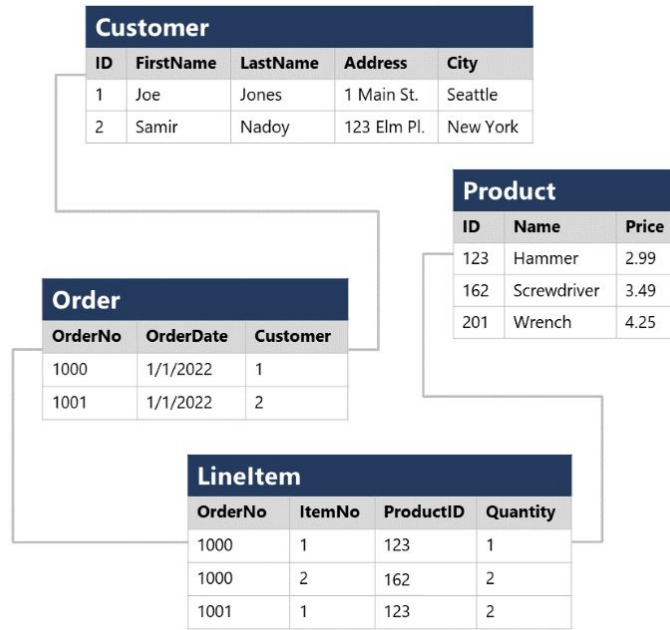 Customer
ID FirstName LastName Address City
1 Joe Jones 1 Main St. Seattle
2 Samir Nadoy 123 Elm Pl. New York
Product
ID Name Price
123 Hammer 2.99
162 Screwdriver 3.49
201 Wrench 4.25
Order
OrderNo OrderDate Customer
1000 1/1/2022 1
1001 1/1/2022 2
LineItem
OrderNo ItemNo ProductID Quantity
1000 1 123 1
1000 2 162 2
1001 1 123 2